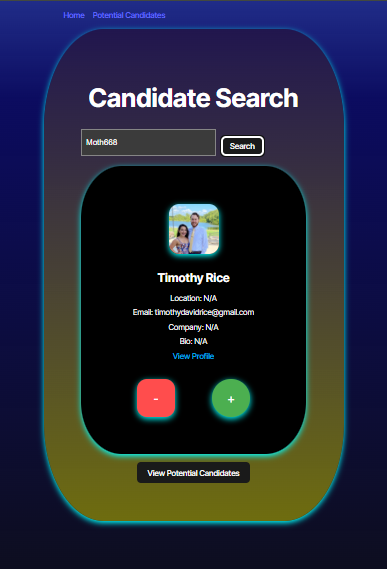 Home Potential Candidates
Candidate Search
Moth668 Search
Timothy Rice
Location: N/A
Email: timothydavidrice@gmail.com
Company: N/A
Bio: N/A
View Profile
- +
View Potential Candidates